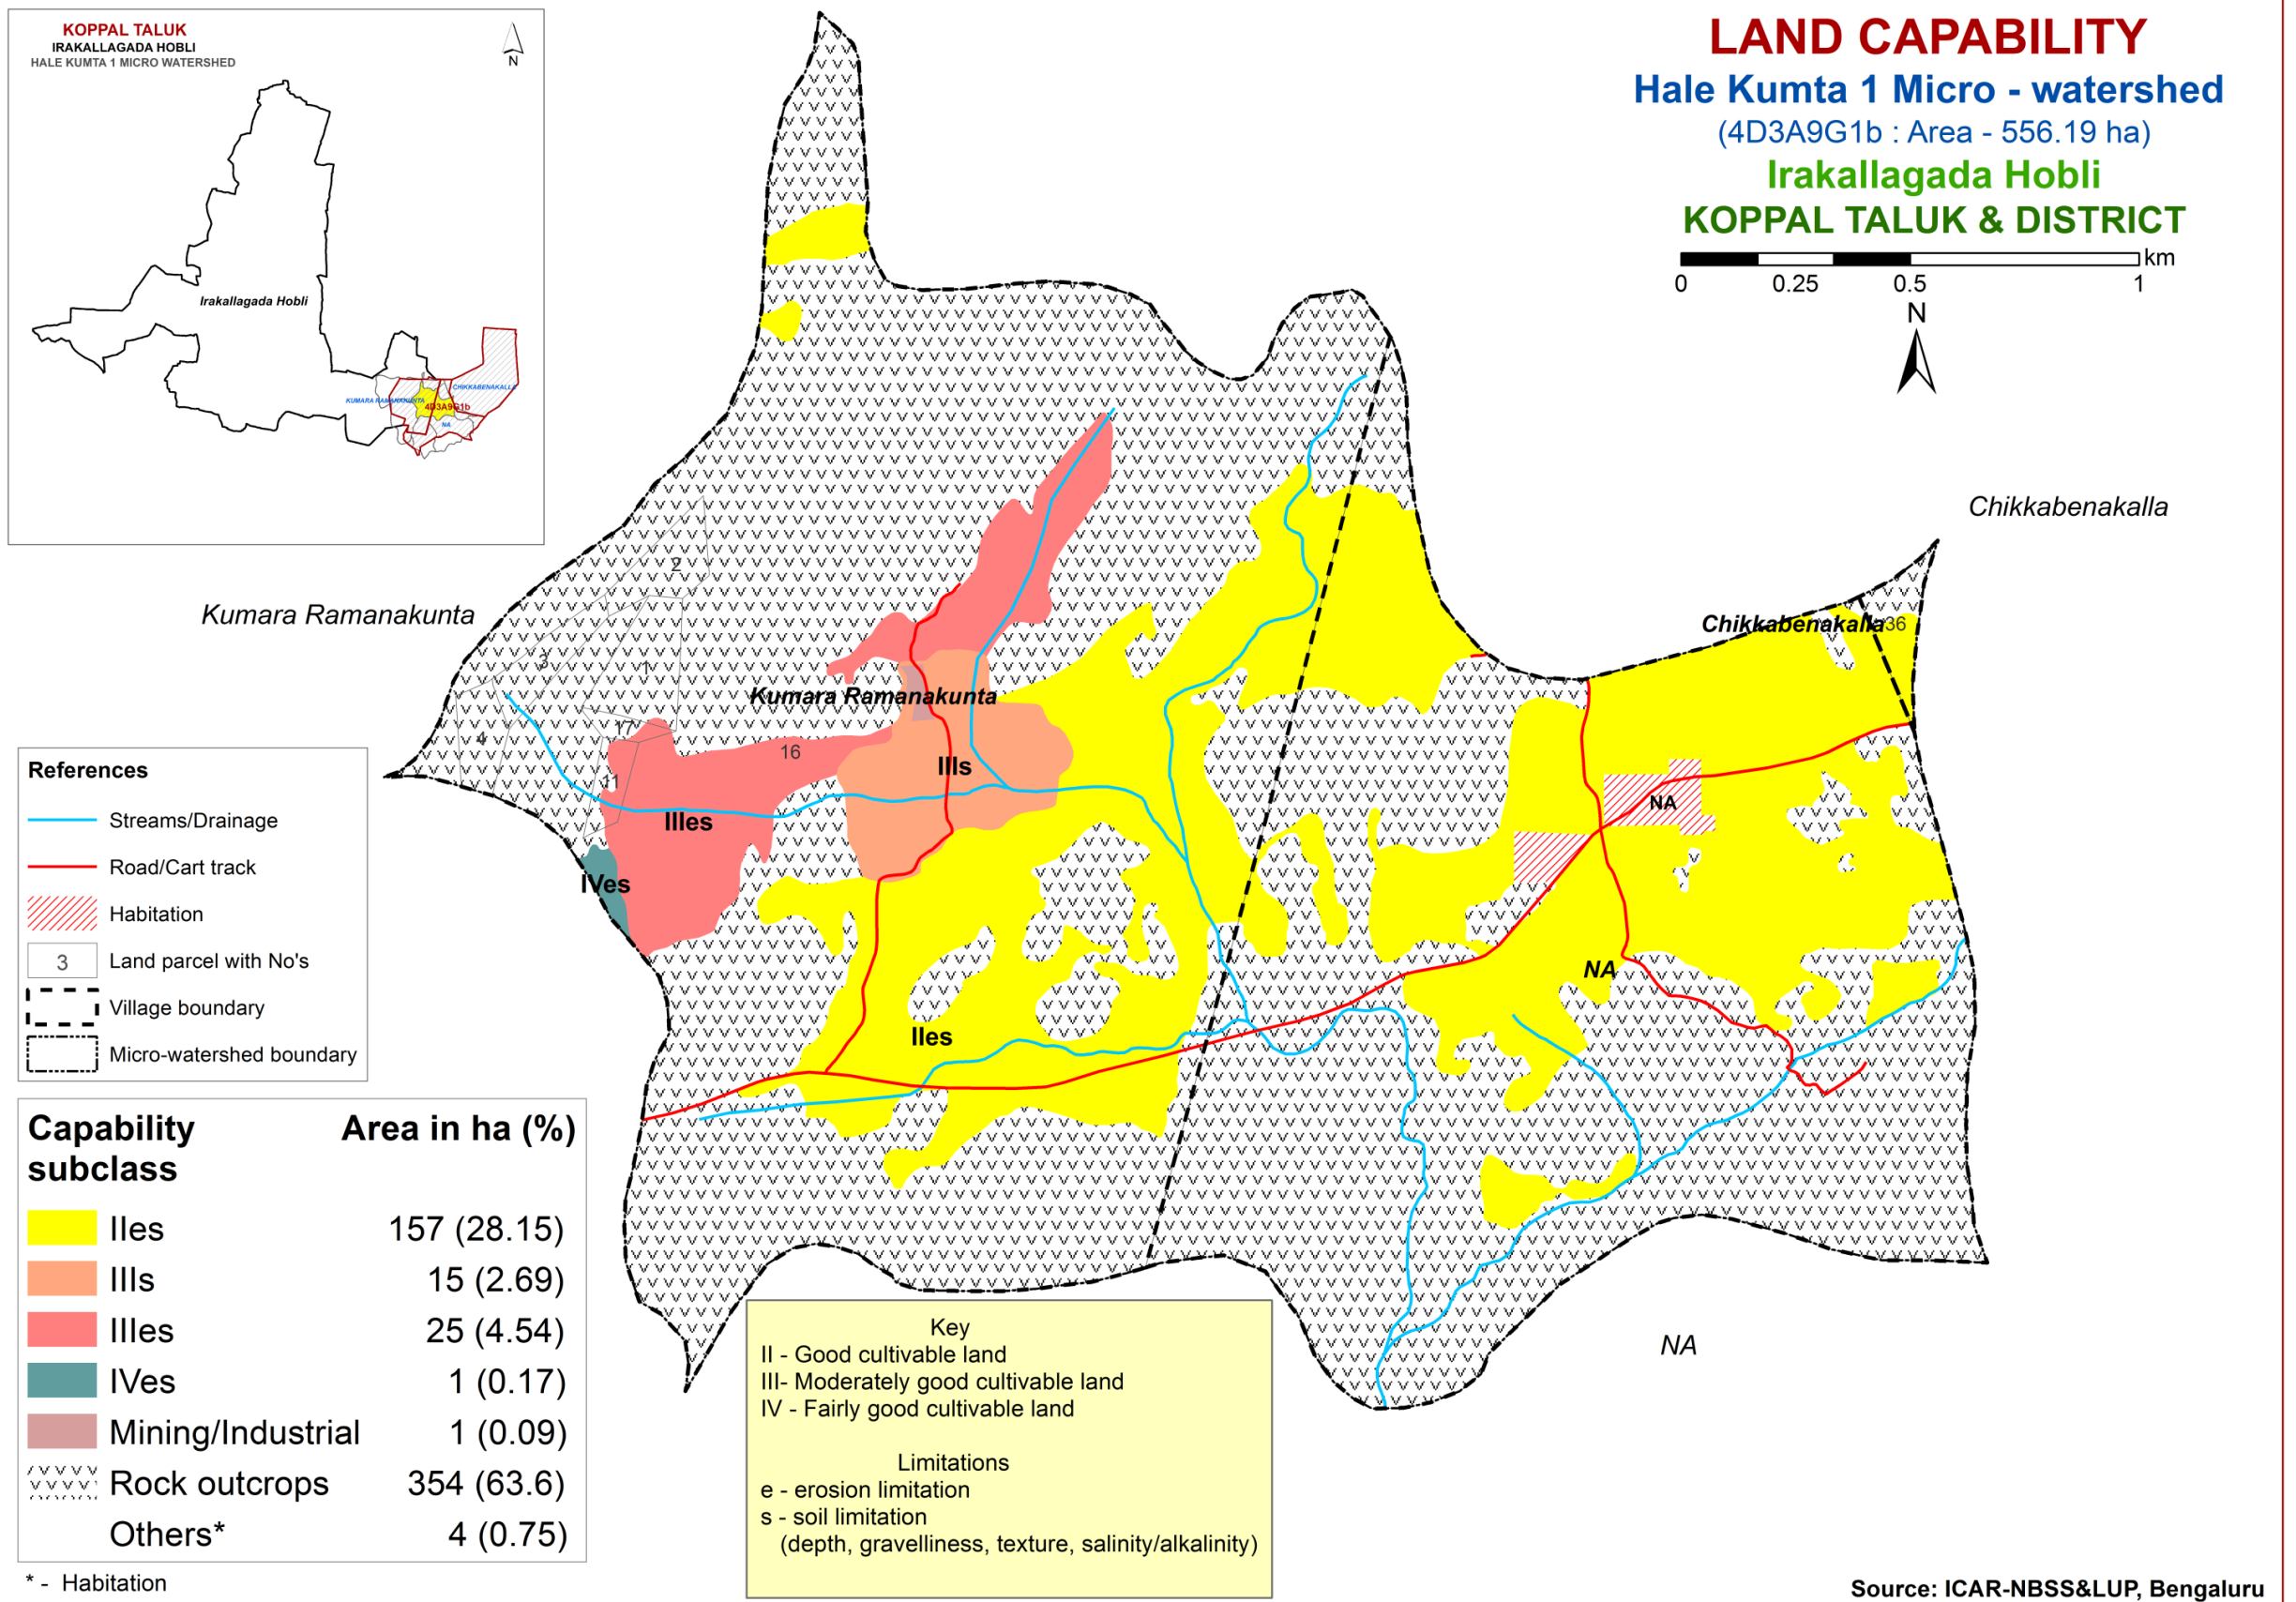 KOPPAL TALUK
IRAKALLAGADA HOBLI
HALE KUMTA 1 MICRO WATERSHED
N
Irakallagada Hobli
CHIKKABENAKALLA
KUMARA RAMANAKUNTA
4D3A9G1b
NA
LAND CAPABILITY
Hale Kumta 1 Micro - watershed
(4D3A9G1b : Area - 556.19 ha)
Irakallagada Hobli
KOPPAL TALUK & DISTRICT
km
0 0.25 0.5 1
N
Chikkabenakalla
Kumara Ramanakunta
2
Chikkabenakalla
36
3
1
Kumara Ramanakunta
4
17
16
IIIs
11
NA
IIIes
IVes
NA
IIes
NA
References
Streams/Drainage
Road/Cart track
Habitation
3 Land parcel with No's
Village boundary
Micro-watershed boundary
Capability subclass Area in ha (%)
IIes 157 (28.15)
IIIs 15 (2.69)
IIIes 25 (4.54)
IVes 1 (0.17)
Mining/Industrial 1 (0.09)
Rock outcrops 354 (63.6)
Others* 4 (0.75)
* - Habitation
Key
II - Good cultivable land
III- Moderately good cultivable land
IV - Fairly good cultivable land
Limitations
e - erosion limitation
s - soil limitation
(depth, gravelliness, texture, salinity/alkalinity)
Source: ICAR-NBSS&LUP, Bengaluru